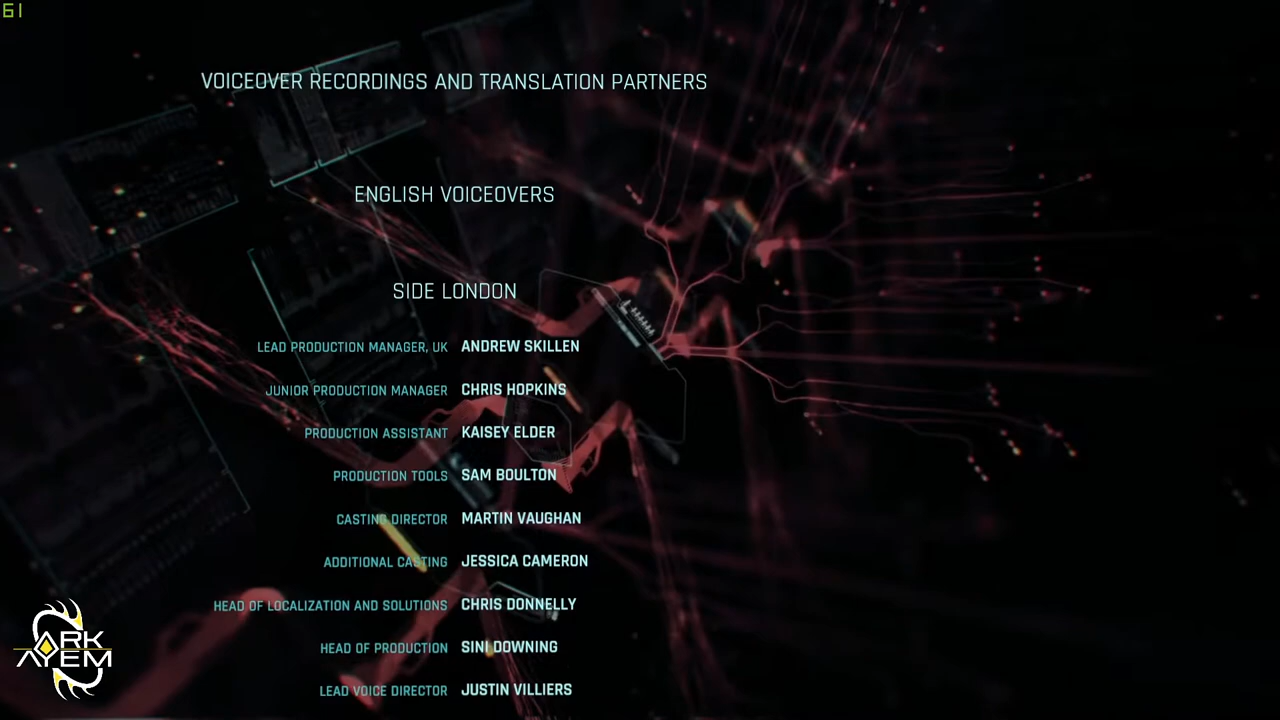 61
VOICEOVER RECORDINGS AND TRANSLATION PARTNERS
ENGLISH VOICEOVERS
SIDE LONDON
LEAD PRODUCTION MANAGER, UK ANDREW SKILLEN
JUNIOR PRODUCTION MANAGER CHRIS HOPKINS
PRODUCTION ASSISTANT KAISEY ELDER
PRODUCTION TOOLS SAM BOULTON
CASTING DIRECTOR MARTIN VAUGHAN
ADDITIONAL CASTING JESSICA CAMERON
HEAD OF LOCALIZATION AND SOLUTIONS CHRIS DONNELLY
HEAD OF PRODUCTION SINI DOWNING
LEAD VOICE DIRECTOR JUSTIN VILLIERS
ARK
AYEM